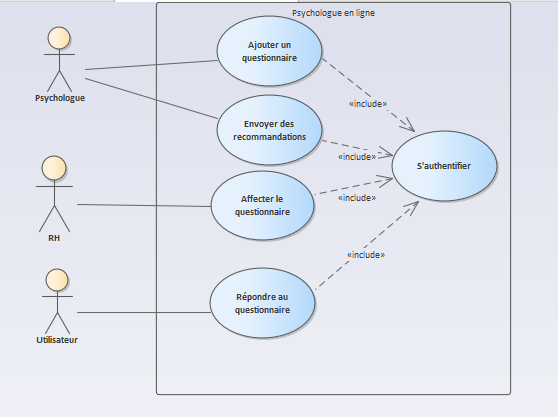 Psychologue en ligne
Ajouter un
questionnaire
Psychologue
«include»
Envoyer des
recommandations
«include»
S'authentifier
Affecter le
questionnaire
«include»
RH
«include»
Répondre au
questionnaire
Utilisateur